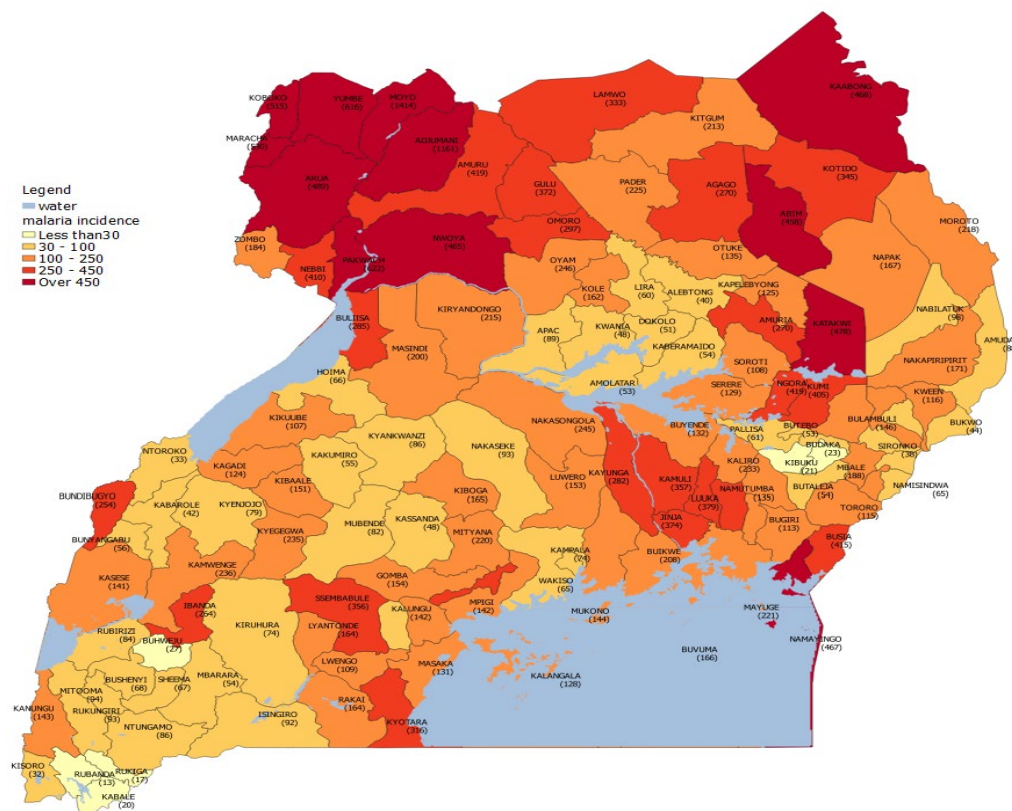 KAABONG
(468)
KOBOKO
(515)
YUMBE
(616)
MOYO
(1414)
LAMWO
(333)
KITGUM
(213)
MARACHA
ADJUMANI
(1161)
AMURU
(419)
ARUA
(489)
GULU
(372)
PADER
(225)
AGAGO
(270)
KOTIDO
(345)
ABIM
(458)
Legend
water
malaria incidence
Less than30
30 - 100
100 - 250
250 - 450
Over 450
OMORO
(297)
MOROTO
(218)
ZOMBO
(184)
NWOYA
(465)
OTUKE
(135)
NAPAK
(167)
NEBBI
(410)
PAKWACH
(622)
OYAM
(246)
KOLE
(162)
LIRA
(60)
ALEBTONG
(40)
KAPELEBYONG
(125)
KIRYANDONGO
(215)
BULIISA
(285)
APAC
(89)
KWANIA
(48)
DOKOLO
(51)
AMURIA
(270)
KATAKWI
(478)
NABILATUK
(98)
MASINDI
(200)
KABERAMAIDO
(54)
SOROTI
(108)
AMUDA
NAKAPIRIPIRIT
(171)
HOIMA
(66)
AMOLATAR
(53)
SERERE
(129)
NGORA
(419)
KUMI
(405)
KWEEN
(116)
KIKUUBE
(107)
NAKASONGOLA
(245)
BUYENDE
(132)
PALLISA
(61)
BUTEBO
(53)
BULAMBULI
(146)
BUKWO
(44)
KYANKWANZI
(86)
NAKASEKE
(93)
NTOROKO
(33)
KAKUMIRO
(55)
BUDAKA
(23)
SIRONKO
(38)
KAGADI
(124)
KALIRO
(233)
KIBUKU
(21)
MBALE
(188)
KIBAALE
(151)
LUWERO
(153)
KAYUNGA
(282)
KAMULI
(357)
NAMUTUMBA
(135)
BUTALEJA
(54)
NAMISINDWA
(65)
BUNDIBUGYO
(254)
KIBOGA
(165)
LUUKA
(379)
KABAROLE
(42)
KYENJOJO
(79)
TORORO
(115)
KYEGEGWA
(235)
MUBENDE
(82)
KASSANDA
(48)
JINJA
(374)
BUGIRI
(113)
BUNYANGABU
(56)
MITYANA
(220)
BUSIA
(415)
KAMPALA
(74)
BUIKWE
(208)
KAMWENGE
(236)
KASESE
(141)
GOMBA
(154)
WAKISO
(65)
SSEMBABULE
(356)
IBANDA
(264)
KALUNGU
(142)
MPIGI
(142)
MUKONO
(144)
MAYUGE
(221)
KIRUHURA
(74)
LYANTONDE
(164)
RUBIRIZI
(84)
NAMAYINGO
(467)
BUHWEJU
(27)
BUVUMA
(166)
LWENGO
(109)
MASAKA
(131)
BUSHENYI
(68)
SHEEMA
(67)
MBARARA
(54)
KALANGALA
(128)
MITOOMA
(94)
KANUNGU
(143)
RUKUNGIRI
(93)
RAKAI
(164)
ISINGIRO
(92)
KYOTARA
(316)
NTUNGAMO
(86)
KISORO
(32)
RUBANDA
(13)
RUKIGA
(17)
KABALE
(20)